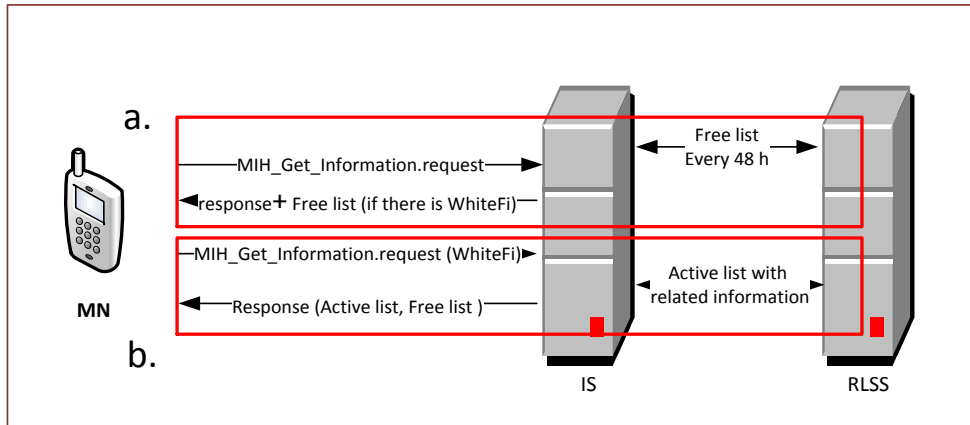 a.
Free list
Every 48 h
MIH_Get_Information.request
response+ Free list (if there is WhiteFi)
MIH_Get_Information.request (WhiteFi)
Active list with
related information
Response (Active list, Free list )
MN
b.
IS
RLSS